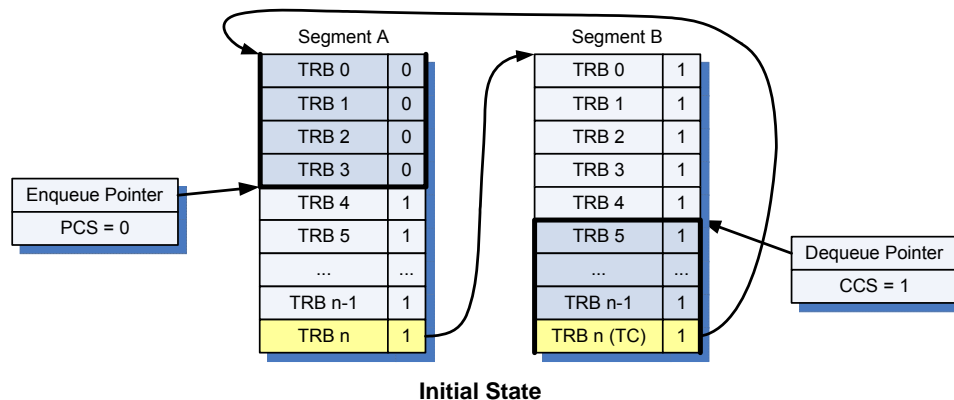 Segment A
TRB 0 0
TRB 1 0
TRB 2 0
TRB 3 0
TRB 4 1
TRB 5 1
... ...
TRB n-1 1
TRB n 1
Segment B
TRB 0 1
TRB 1 1
TRB 2 1
TRB 3 1
TRB 4 1
TRB 5 1
... ...
TRB n-1 1
TRB n (TC) 1
Enqueue Pointer
PCS = 0
Dequeue Pointer
CCS = 1
Initial State